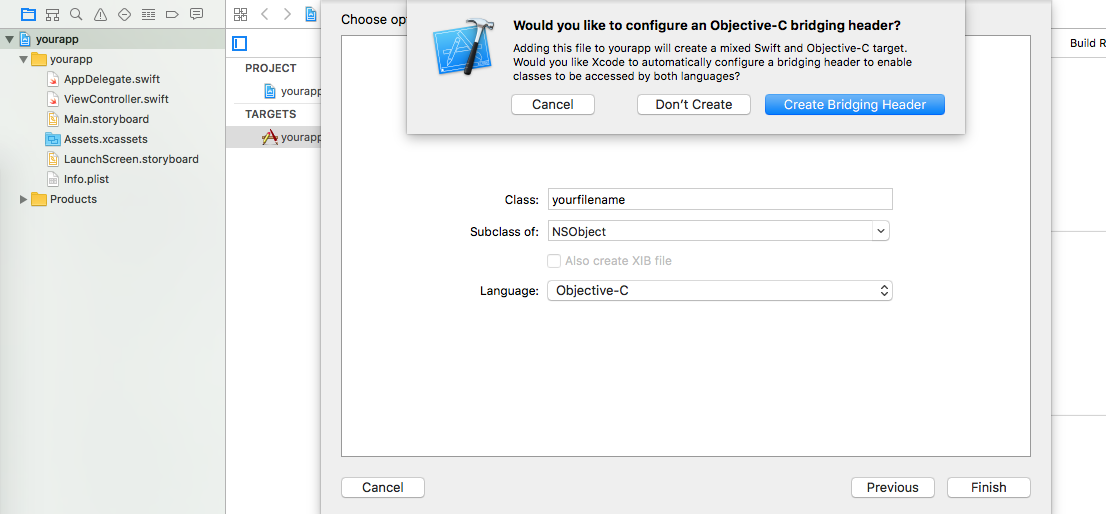 yourapp
yourapp
AppDelegate.swift
ViewController.swift
Main.storyboard
Assets.xcassets
LaunchScreen.storyboard
Info.plist
Products
PROJECT
yourapp
TARGETS
yourapp
Choose op
Would you like to configure an Objective-C bridging header?
Adding this file to yourapp will create a mixed Swift and Objective-C target.
Would you like Xcode to automatically configure a bridging header to enable
classes to be accessed by both languages?
Cancel Don't Create Create Bridging Header
Build R
Class: yourfilename
Subclass of: NSObject
Also create XIB file
Language: Objective-C
Cancel Previous Finish